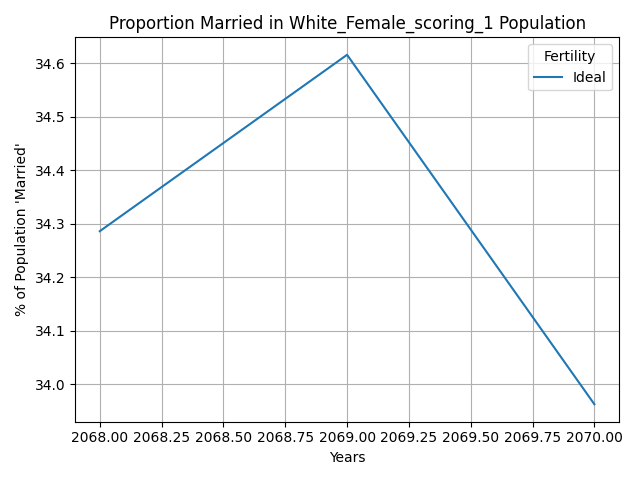 Proportion Married in White_Female_scoring_1 Population
Fertility
Ideal
% of Population 'Married'
34.6
34.5
34.4
34.3
34.2
34.1
34.0
2068.00 2068.25 2068.50 2068.75 2069.00 2069.25 2069.50 2069.75 2070.00
Years